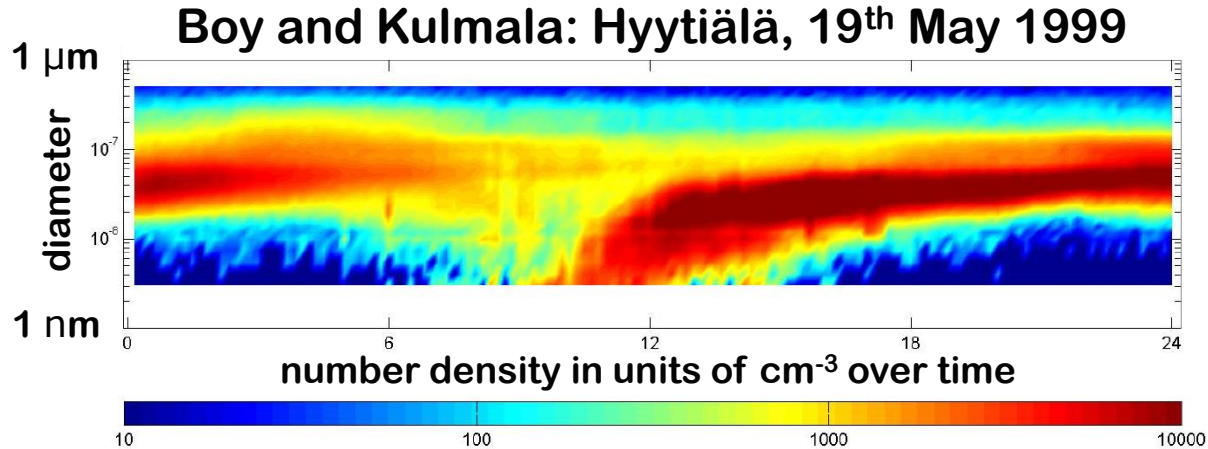 Boy and Kulmala: Hyytiälä, 19th May 1999
1 μm
diameter
10-7
10-8
1 nm
0 6 12 18 24
number density in units of cm-3 over time
10 100 1000 10000